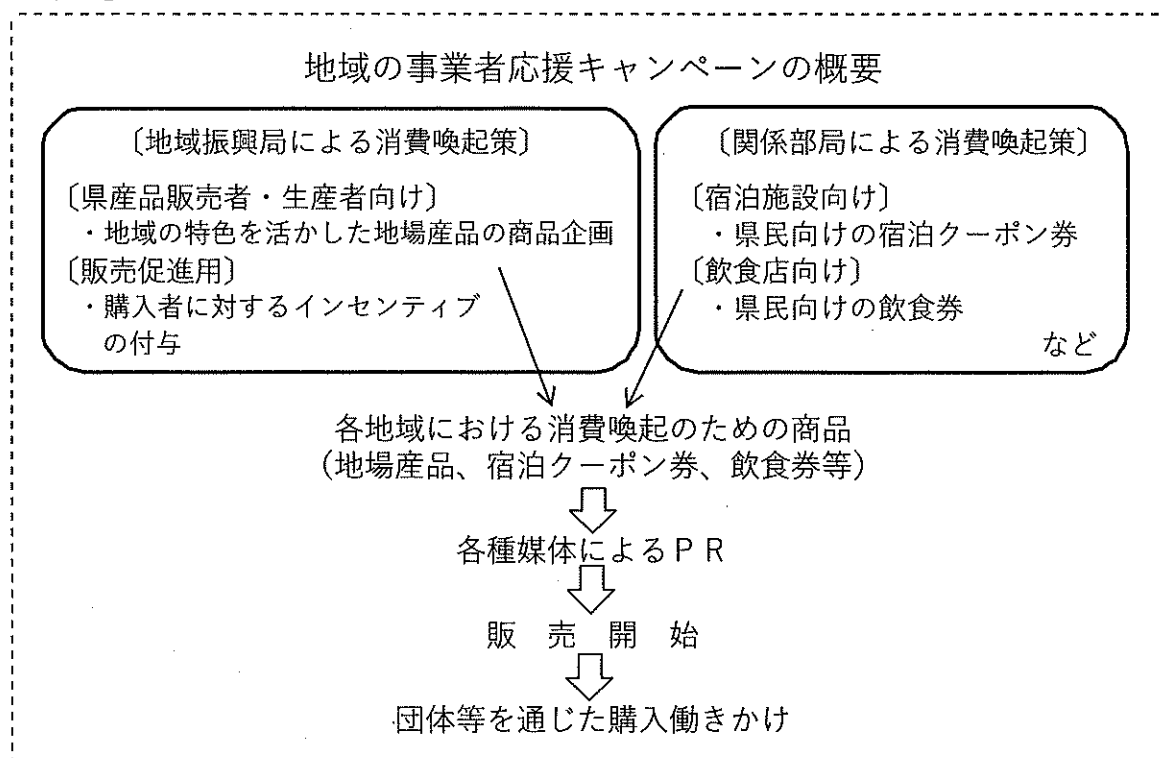 地域の事業者応援キャンペーンの概要
〔地域振興局による消費喚起策〕
〔県産品販売者・生産者向け〕
・地域の特色を活かした地場産品の商品企画
〔販売促進用〕
・購入者に対するインセンティブ
の付与
〔関係部局による消費喚起策〕
〔宿泊施設向け〕
・県民向けの宿泊クーポン券
〔飲食店向け〕
・県民向けの飲食券
など
各地域における消費喚起のための商品
（地場産品、宿泊クーポン券、飲食券等）
各種媒体によるＰＲ
販　売　開　始
団体等を通じた購入働きかけ